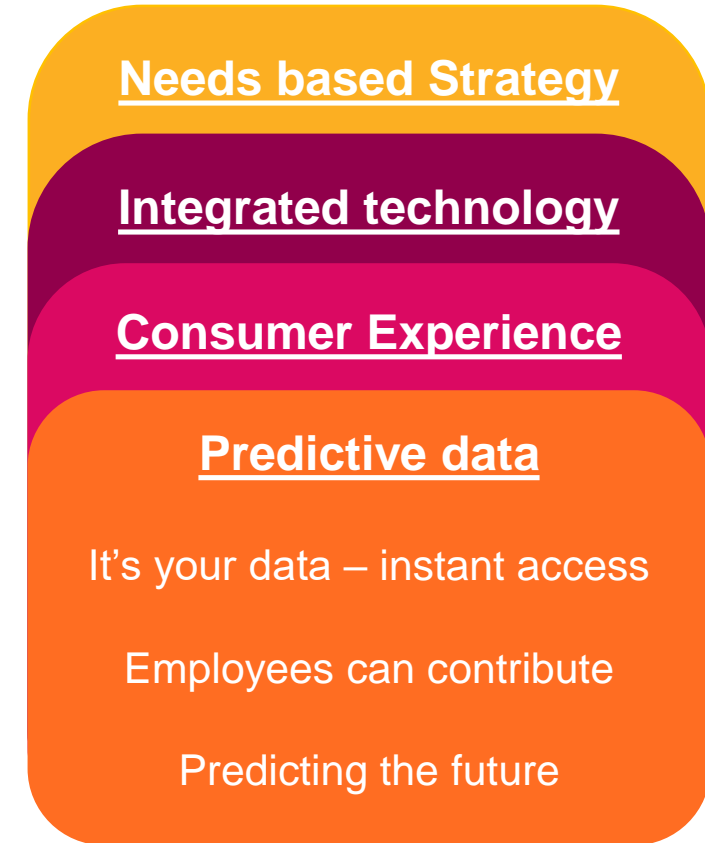 Needs based Strategy
Integrated technology
Consumer Experience
Predictive data
It’s your data – instant access
Employees can contribute
Predicting the future